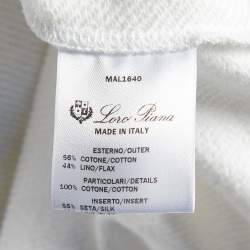 MAL1640
Loro Piana
MADE IN ITALY
ESTERNO/OUTER
56% COTONE/COTTON
44% LINO/FLAX
PARTICOLARI/DETAILS
100% COTONE/COTTON
INSERTO/INSERT
55% SETA/SILK